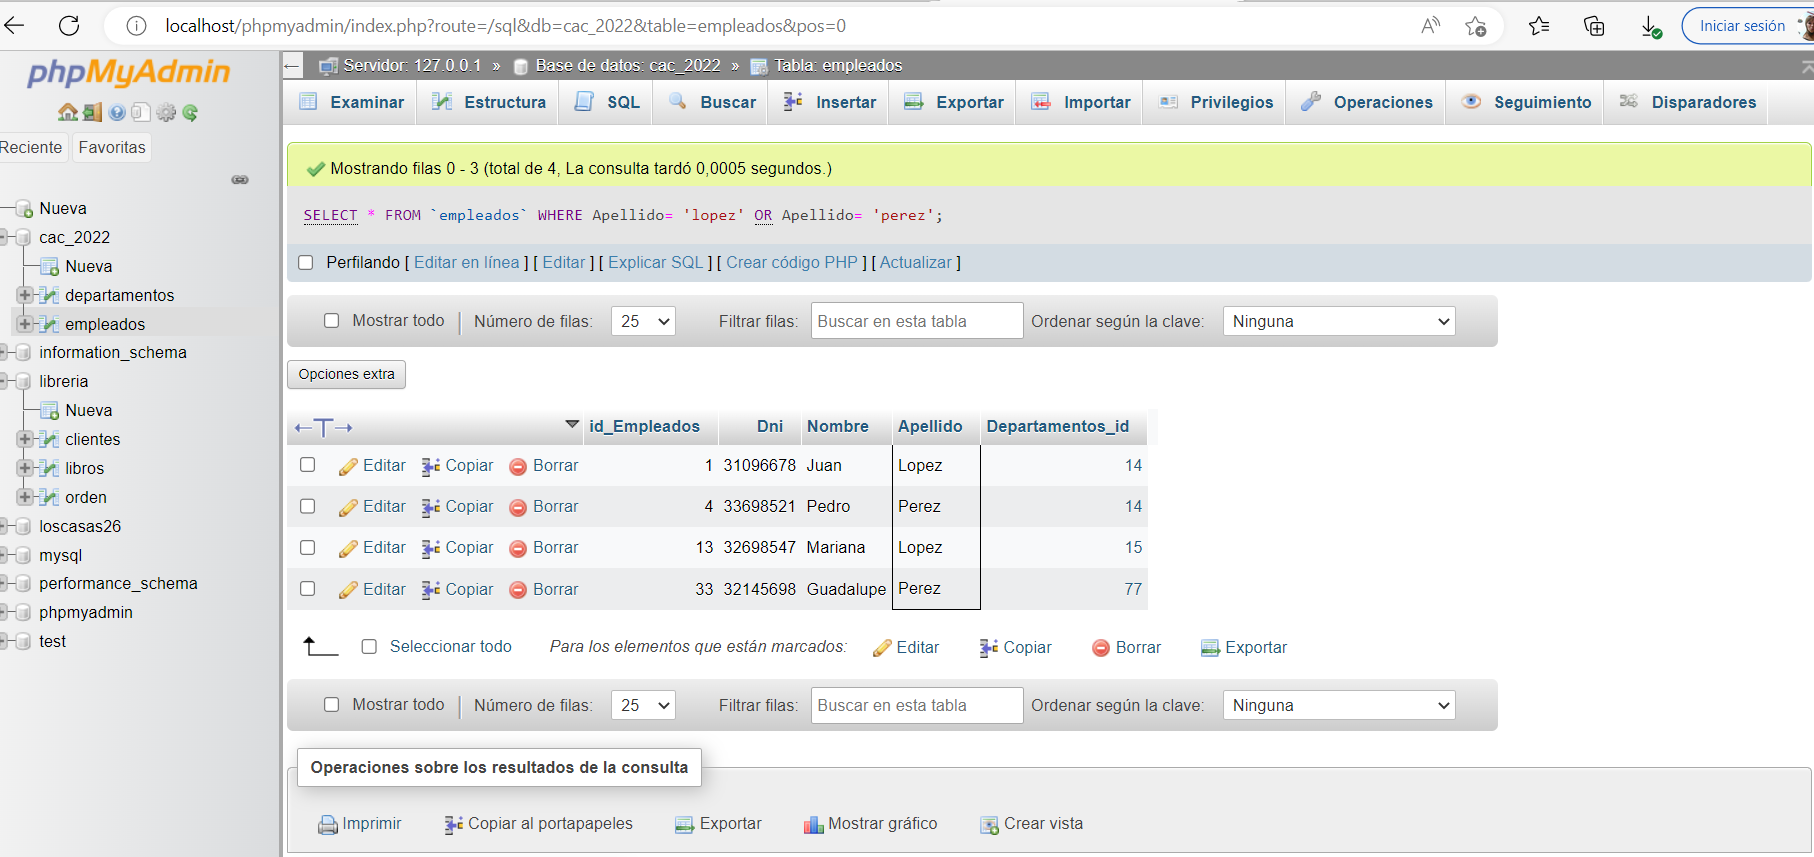 localhost/phpmyadmin/index.php?route=/sql&db=cac_2022&table=empleados&pos=0
Iniciar sesión
phpMyAdmin
Reciente Favoritas
Nueva
cac_2022
Nueva
departamentos
empleados
information_schema
libreria
Nueva
clientes
libros
orden
loscasas26
mysql
performance_schema
phpmyadmin
test
Servidor: 127.0.0.1 » Base de datos: cac_2022 » Tabla: empleados
Examinar Estructura SQL Buscar Insertar Exportar Importar Privilegios Operaciones Seguimiento Disparadores
Mostrando filas 0 - 3 (total de 4, La consulta tardó 0,0005 segundos.)
SELECT * FROM `empleados` WHERE Apellido= 'lopez' OR Apellido= 'perez';
Perfilando [ Editar en línea ] [ Editar ] [ Explicar SQL ] [ Crear código PHP ] [ Actualizar ]
Mostrar todo | Número de filas: 25 Filtrar filas: Buscar en esta tabla Ordenar según la clave: Ninguna
Opciones extra
←T→ id_Empleados Dni Nombre Apellido Departamentos_id
Editar Copiar Borrar 1 31096678 Juan Lopez 14
Editar Copiar Borrar 4 33698521 Pedro Perez 14
Editar Copiar Borrar 13 32698547 Mariana Lopez 15
Editar Copiar Borrar 33 32145698 Guadalupe Perez 77
Seleccionar todo Para los elementos que están marcados: Editar Copiar Borrar Exportar
Mostrar todo | Número de filas: 25 Filtrar filas: Buscar en esta tabla Ordenar según la clave: Ninguna
Operaciones sobre los resultados de la consulta
Imprimir Copiar al portapapeles Exportar Mostrar gráfico Crear vista